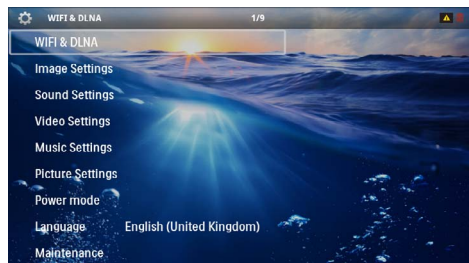 WIFI & DLNA 1/9
WIFI & DLNA
Image Settings
Sound Settings
Video Settings
Music Settings
Picture Settings
Power mode
Language English (United Kingdom)
Maintenance